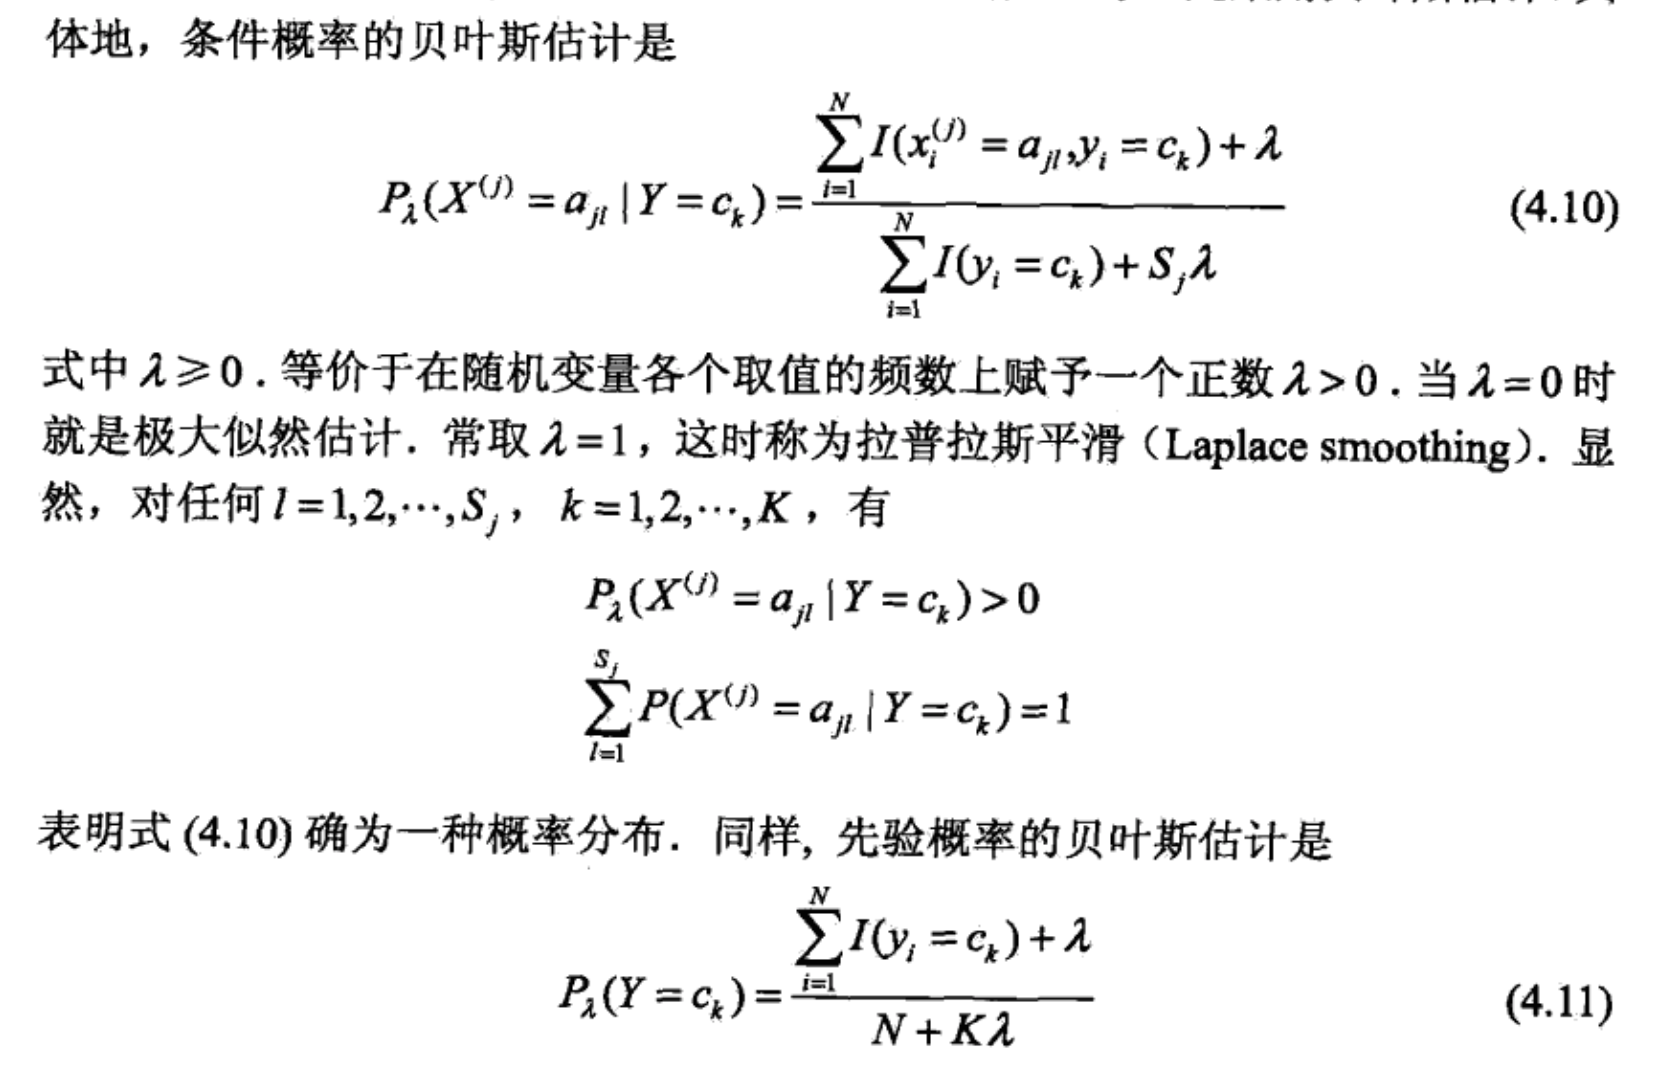 体地，条件概率的贝叶斯估计是
$$P_\lambda(X^{(j)}=a_{jl}\mid Y=c_k)=\frac{\sum_{i=1}^{N}I(x_i^{(j)}=a_{jl},y_i=c_k)+\lambda}{\sum_{i=1}^{N}I(y_i=c_k)+S_j\lambda}$$ (4.10)
式中 λ≥0．等价于在随机变量各个取值的频数上赋予一个正数 λ>0．当 λ=0 时
就是极大似然估计．常取 λ=1，这时称为拉普拉斯平滑（Laplace smoothing）．显
然，对任何 $l=1,2,\cdots,S_j$，$k=1,2,\cdots,K$，有
$$P_\lambda(X^{(j)}=a_{jl}\mid Y=c_k)>0$$
$$\sum_{l=1}^{S_j}P(X^{(j)}=a_{jl}\mid Y=c_k)=1$$
表明式 (4.10) 确为一种概率分布．同样, 先验概率的贝叶斯估计是
$$P_\lambda(Y=c_k)=\frac{\sum_{i=1}^{N}I(y_i=c_k)+\lambda}{N+K\lambda}$$ (4.11)